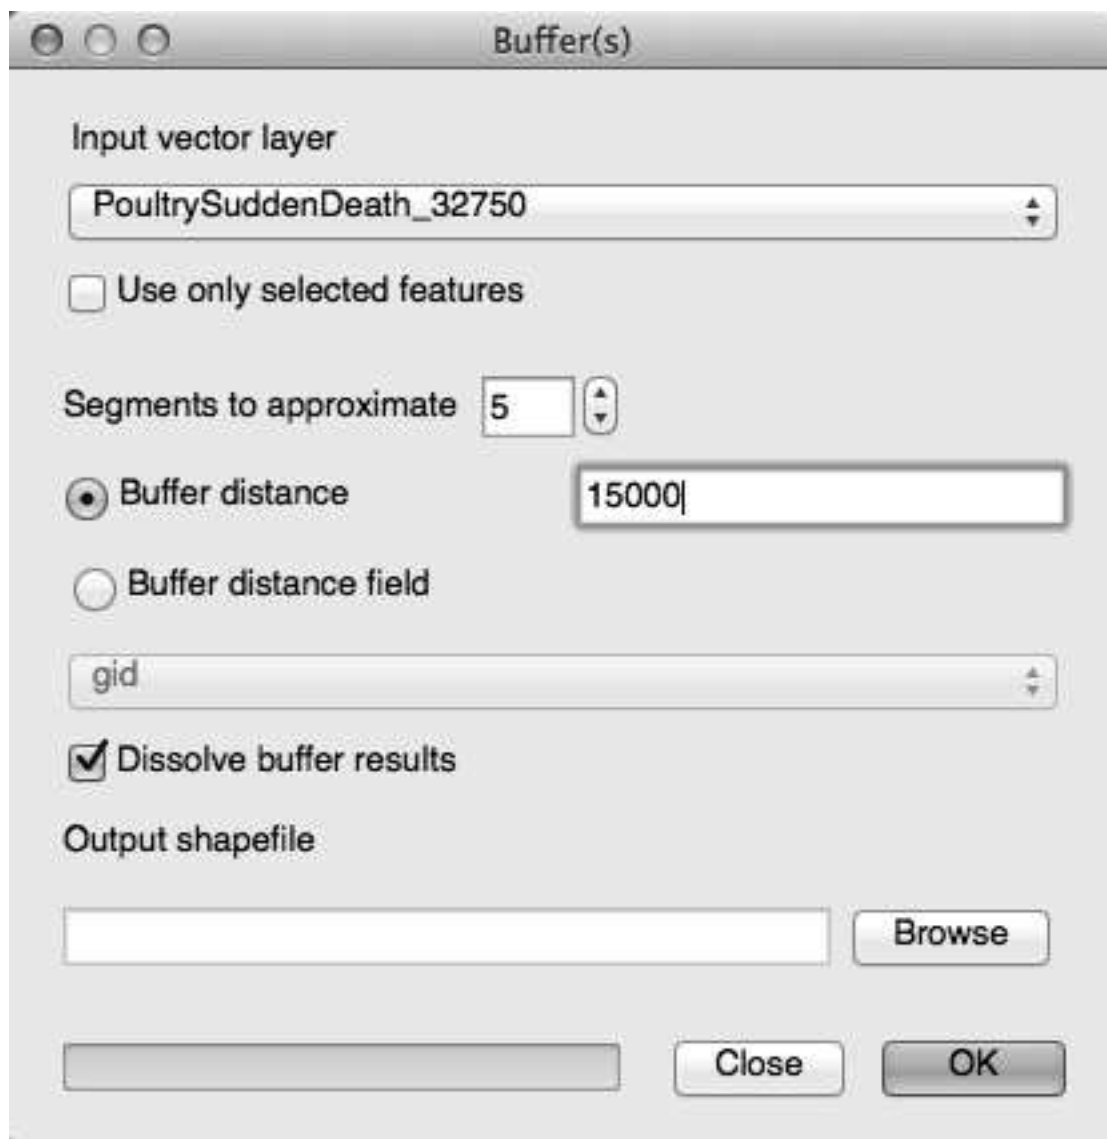 Buffer(s)
Input vector layer
PoultrySuddenDeath_32750
Use only selected features
Segments to approximate 5
Buffer distance 15000
Buffer distance field
gid
Dissolve buffer results
Output shapefile
Browse
Close OK